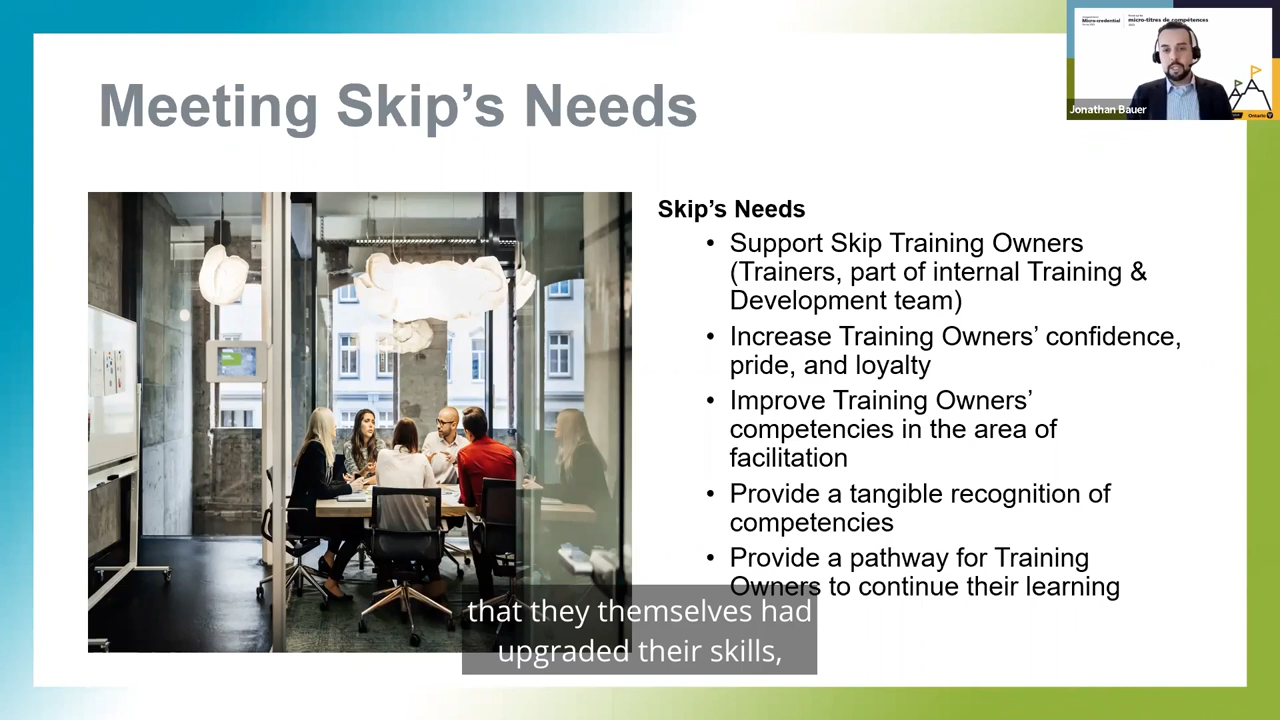 Meeting Skip’s Needs
Micro-credential
micro-titres de compétences
Jonathan Bauer
Ontario
Skip’s Needs
• Support Skip Training Owners
(Trainers, part of internal Training &
Development team)
• Increase Training Owners’ confidence,
pride, and loyalty
• Improve Training Owners’
competencies in the area of
facilitation
• Provide a tangible recognition of
competencies
• Provide a pathway for Training
Owners to continue their learning
that they themselves had
upgraded their skills,